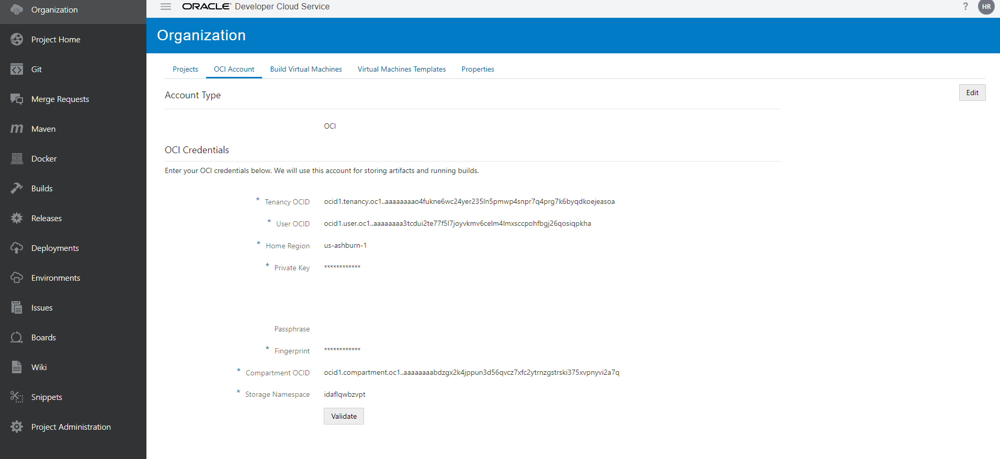 Organization
Project Home
Git
Merge Requests
Maven
Docker
Builds
Releases
Deployments
Environments
Issues
Boards
Wiki
Snippets
Project Administration
ORACLE Developer Cloud Service
? HR
Organization
Projects OCI Account Build Virtual Machines Virtual Machines Templates Properties
Account Type
Edit
OCI
OCI Credentials
Enter your OCI credentials below. We will use this account for storing artifacts and running builds.
* Tenancy OCID ocid1.tenancy.oc1..aaaaaaaao4fukne6wc24yer235ln5pmwp4snpr7q4prg7k6byqdkoejeasoa
* User OCID ocid1.user.oc1..aaaaaaaa3tcdui2te77f5l7joyvkmv6celm4lmxsccpohfbgj26qosiqpkha
* Home Region us-ashburn-1
* Private Key ************
Passphrase
* Fingerprint ************
* Compartment OCID ocid1.compartment.oc1..aaaaaaaabdzgx2k4jppun3d56qvcz7xfc2ytrnzgstrski375xvpnyvi2a7q
* Storage Namespace idaflqwbzvpt
Validate